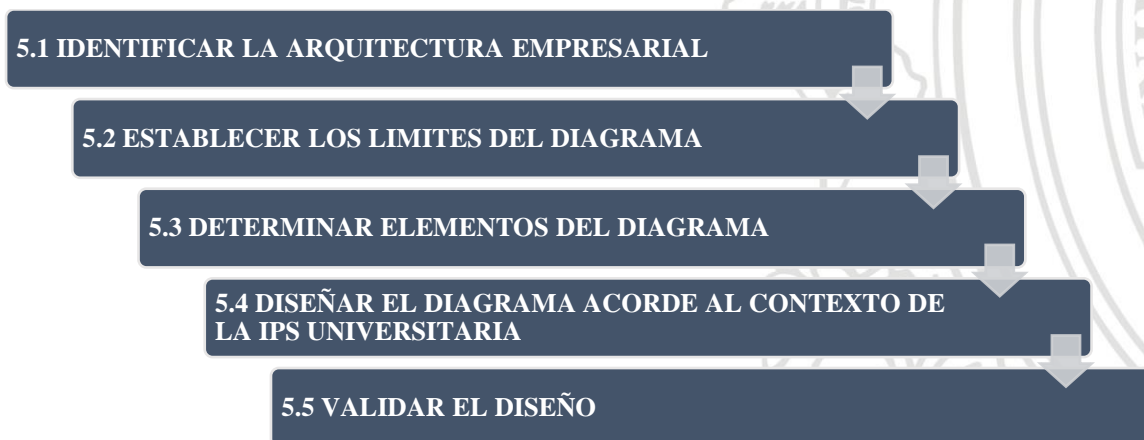 5.1 IDENTIFICAR LA ARQUITECTURA EMPRESARIAL
5.2 ESTABLECER LOS LIMITES DEL DIAGRAMA
5.3 DETERMINAR ELEMENTOS DEL DIAGRAMA
5.4 DISEÑAR EL DIAGRAMA ACORDE AL CONTEXTO DE
LA IPS UNIVERSITARIA
5.5 VALIDAR EL DISEÑO